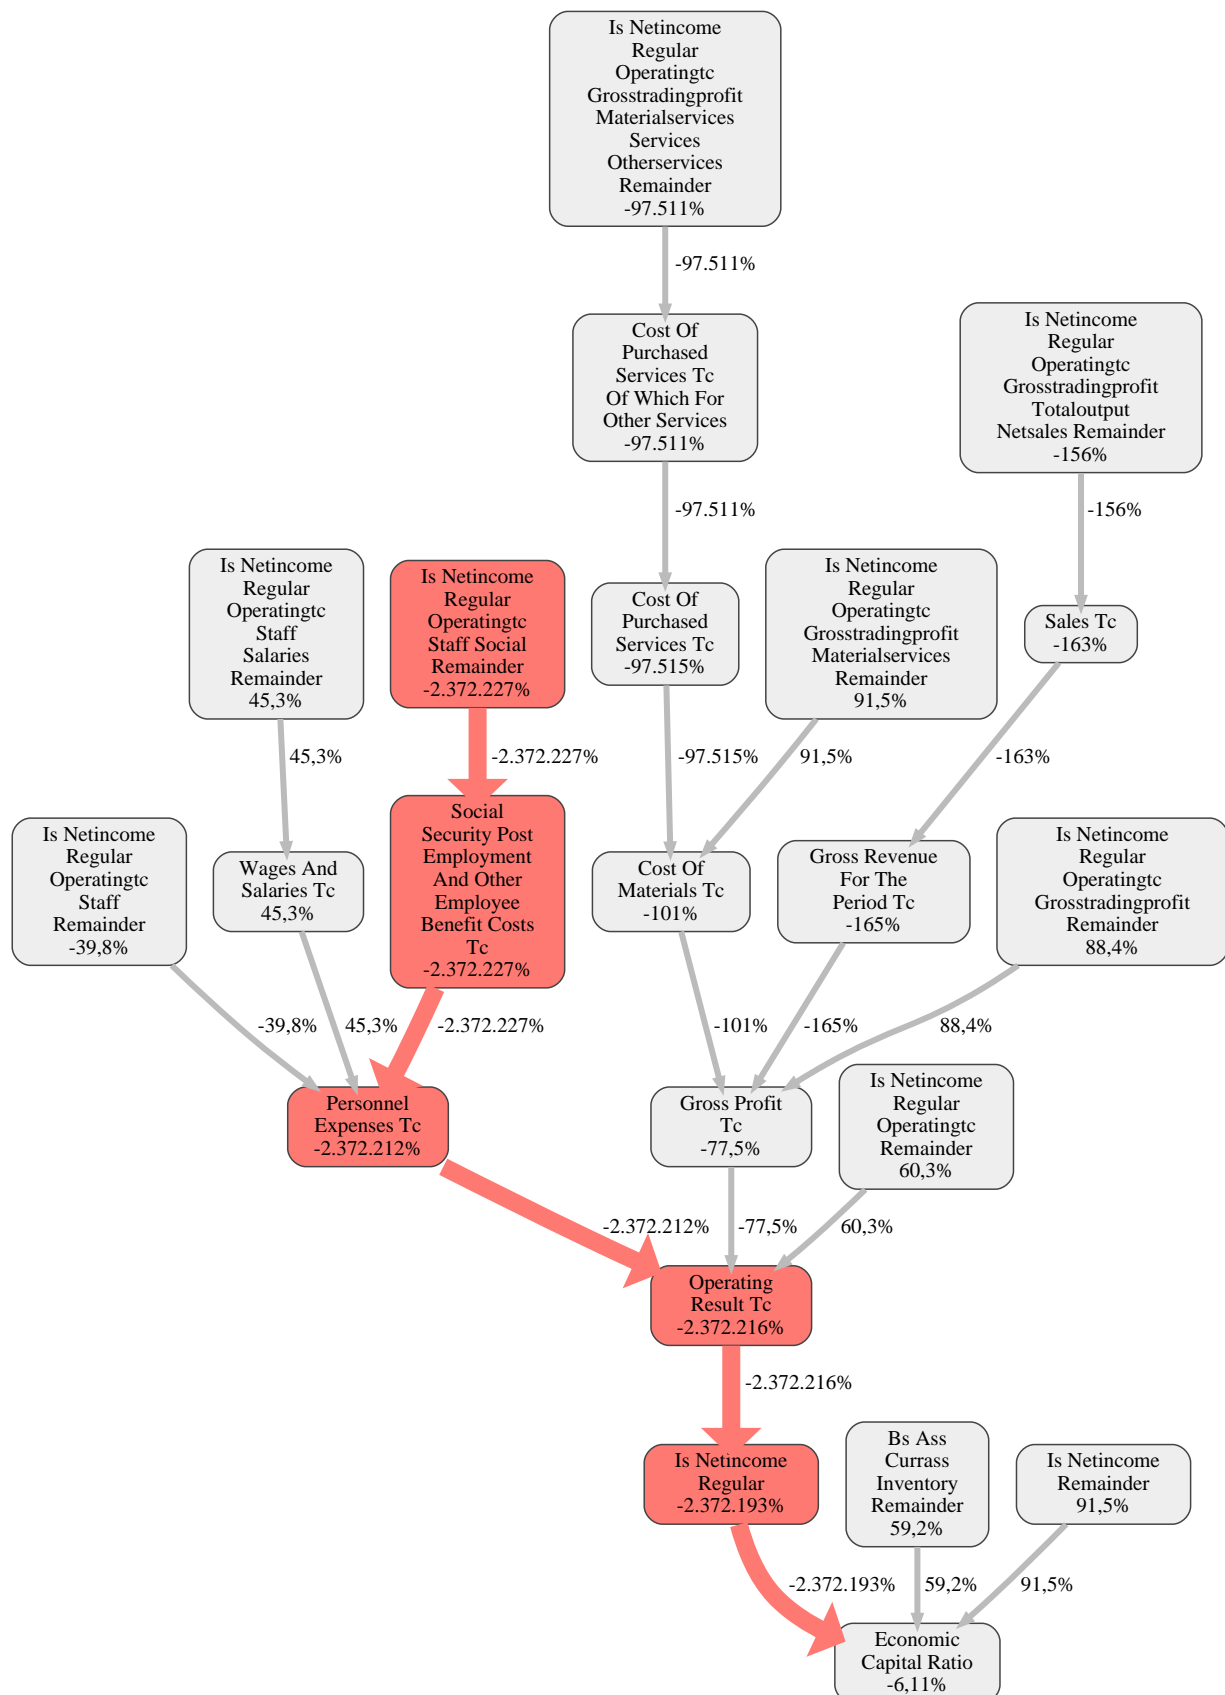 Is Netincome
Regular
Operatingtc
Grosstradingprofit
Materialservices
Services
Otherservices
Remainder
-97.511%
-97.511%
Cost Of
Purchased
Services Tc
Of Which For
Other Services
-97.511%
Is Netincome
Regular
Operatingtc
Grosstradingprofit
Totaloutput
Netsales Remainder
-156%
-97.511%
-156%
Is Netincome
Regular
Operatingtc
Staff
Salaries
Remainder
45,3%
Is Netincome
Regular
Operatingtc
Staff Social
Remainder
-2.372.227%
Cost Of
Purchased
Services Tc
-97.515%
Is Netincome
Regular
Operatingtc
Grosstradingprofit
Materialservices
Remainder
91,5%
Sales Tc
-163%
45,3%
-2.372.227%
-97.515%
91,5%
-163%
Is Netincome
Regular
Operatingtc
Staff
Remainder
-39,8%
Wages And
Salaries Tc
45,3%
Social
Security Post
Employment
And Other
Employee
Benefit Costs
Tc
-2.372.227%
Cost Of
Materials Tc
-101%
Gross Revenue
For The
Period Tc
-165%
Is Netincome
Regular
Operatingtc
Grosstradingprofit
Remainder
88,4%
-39,8%
45,3%
-2.372.227%
-101%
-165%
88,4%
Personnel
Expenses Tc
-2.372.212%
Gross Profit
Tc
-77,5%
Is Netincome
Regular
Operatingtc
Remainder
60,3%
-2.372.212%
-77,5%
60,3%
Operating
Result Tc
-2.372.216%
-2.372.216%
Is Netincome
Regular
-2.372.193%
Bs Ass
Currass
Inventory
Remainder
59,2%
Is Netincome
Remainder
91,5%
-2.372.193%
59,2%
91,5%
Economic
Capital Ratio
-6,11%